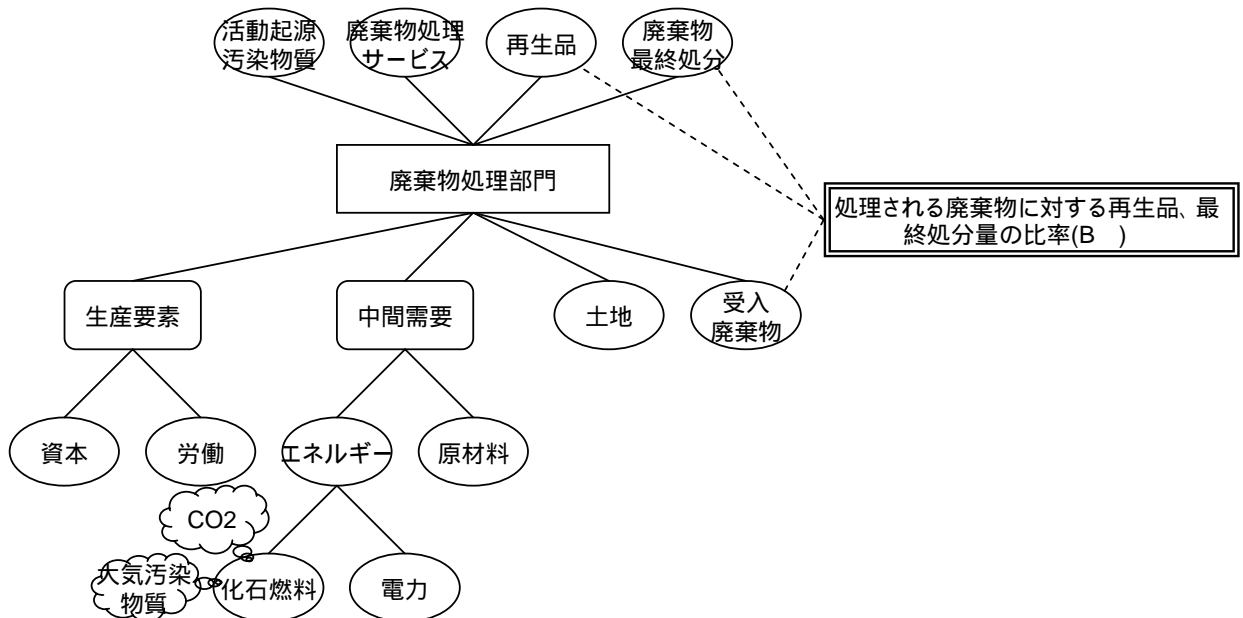 活動起源
汚染物質
廃棄物処理
サービス
再生品
廃棄物
最終処分
廃棄物処理部門
処理される廃棄物に対する再生品、最
終処分量の比率(B　)
生産要素
中間需要
土地
受入
廃棄物
資本
労働
エネルギー
原材料
CO2
大気汚染
物質
化石燃料
電力